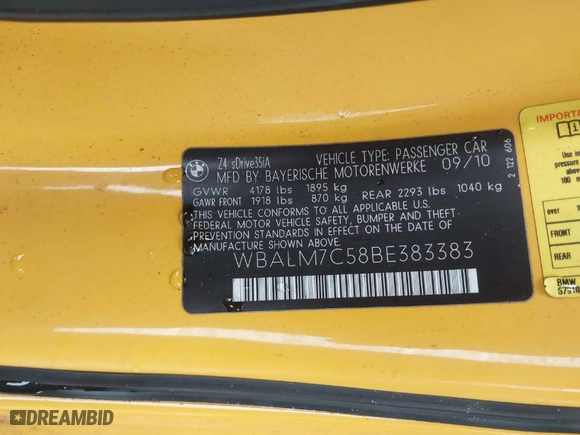 Z4 sDrive35iA VEHICLE TYPE: PASSENGER CAR
MFD BY BAYERISCHE MOTORENWERKE 09/10
GVWR 4178 lbs 1895 kg
GAWR FRONT 1918 lbs 870 kg REAR 2293 lbs 1040 kg
THIS VEHICLE CONFORMS TO ALL APPLICABLE U.S.
FEDERAL MOTOR VEHICLE SAFETY, BUMPER AND THEFT
PREVENTION STANDARDS IN EFFECT ON THE DATE OF
MANUFACTURE SHOWN ABOVE.
WBALM7C58BE383383
2 122 606
IMPORTA
FRONT
REAR
BMW
DREAMBID